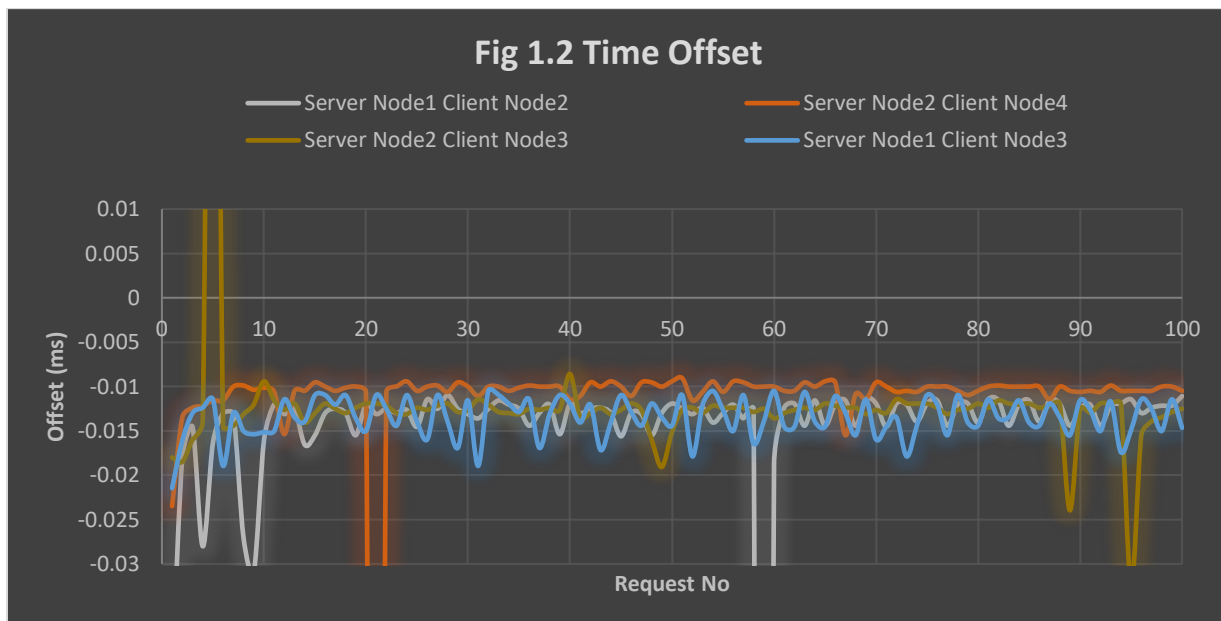 Fig 1.2 Time Offset
Server Node1 Client Node2
Server Node2 Client Node4
Server Node2 Client Node3
Server Node1 Client Node3
0.01
0.005
0
-0.005
-0.01
-0.015
-0.02
-0.025
-0.03
Offset (ms)
0 10 20 30 40 50 60 70 80 90 100
Request No